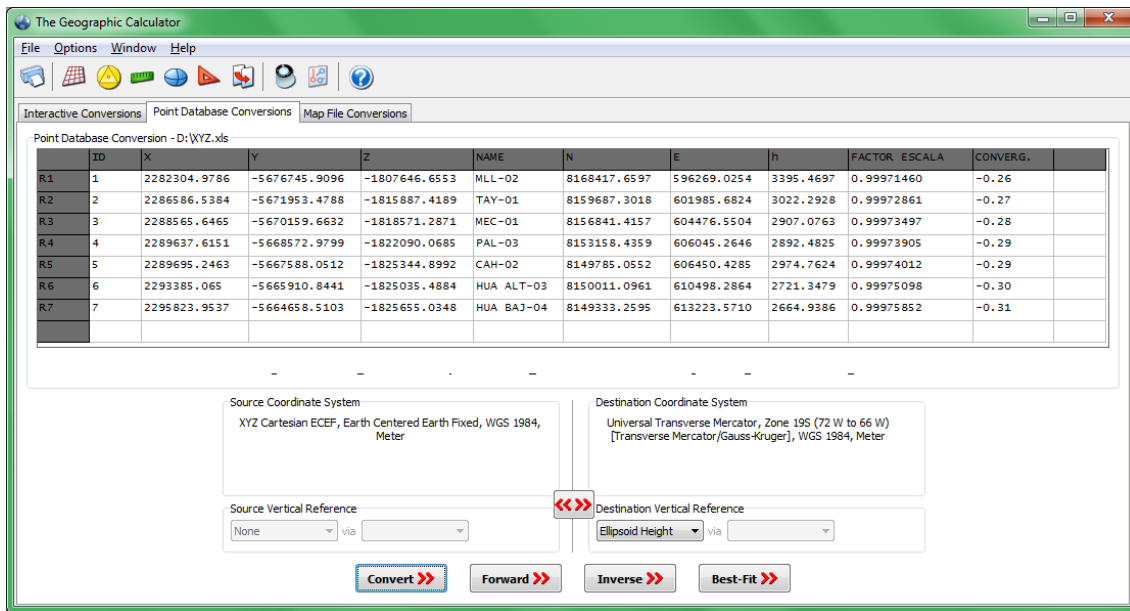 The Geographic Calculator
File Options Window Help
Interactive Conversions Point Database Conversions Map File Conversions
Point Database Conversion - D:\XYZ.xls
ID X Y Z NAME N E h FACTOR ESCALA CONVERG.
R1 1 2282304.9786 -5676745.9096 -1807646.6553 MLL-02 8168417.6597 596269.0254 3395.4697 0.99971460 -0.26
R2 2 2286586.5384 -5671953.4788 -1815887.4189 TAY-01 8159687.3018 601985.6824 3022.2928 0.99972861 -0.27
R3 3 2288565.6465 -5670159.6632 -1818571.2871 MEC-01 8156841.4157 604476.5504 2907.0763 0.99973497 -0.28
R4 4 2289637.6151 -5668572.9799 -1822090.0685 PAL-03 8153158.4359 606045.2646 2892.4825 0.99973905 -0.29
R5 5 2289695.2463 -5667588.0512 -1825344.8992 CAH-02 8149785.0552 606450.4285 2974.7624 0.99974012 -0.29
R6 6 2293385.065 -5665910.8441 -1825035.4884 HUA ALT-03 8150011.0961 610498.2864 2721.3479 0.99975098 -0.30
R7 7 2295823.9537 -5664658.5103 -1825655.0348 HUA BAJ-04 8149333.2595 613223.5710 2664.9386 0.99975852 -0.31
Source Coordinate System
XYZ Cartesian ECEF, Earth Centered Earth Fixed, WGS 1984,
Meter
Destination Coordinate System
Universal Transverse Mercator, Zone 19S (72 W to 66 W)
[Transverse Mercator/Gauss-Kruger], WGS 1984, Meter
Source Vertical Reference
None via
Destination Vertical Reference
Ellipsoid Height via
Convert Forward Inverse Best-Fit